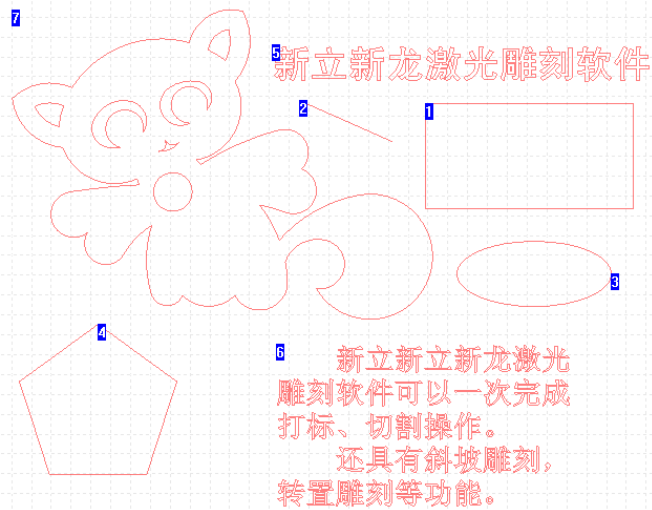 7
5
新立新龙激光雕刻软件
2
1
3
4
6
新立新立新龙激光
雕刻软件可以一次完成
打标、切割操作。
还具有斜坡雕刻，
转置雕刻等功能。